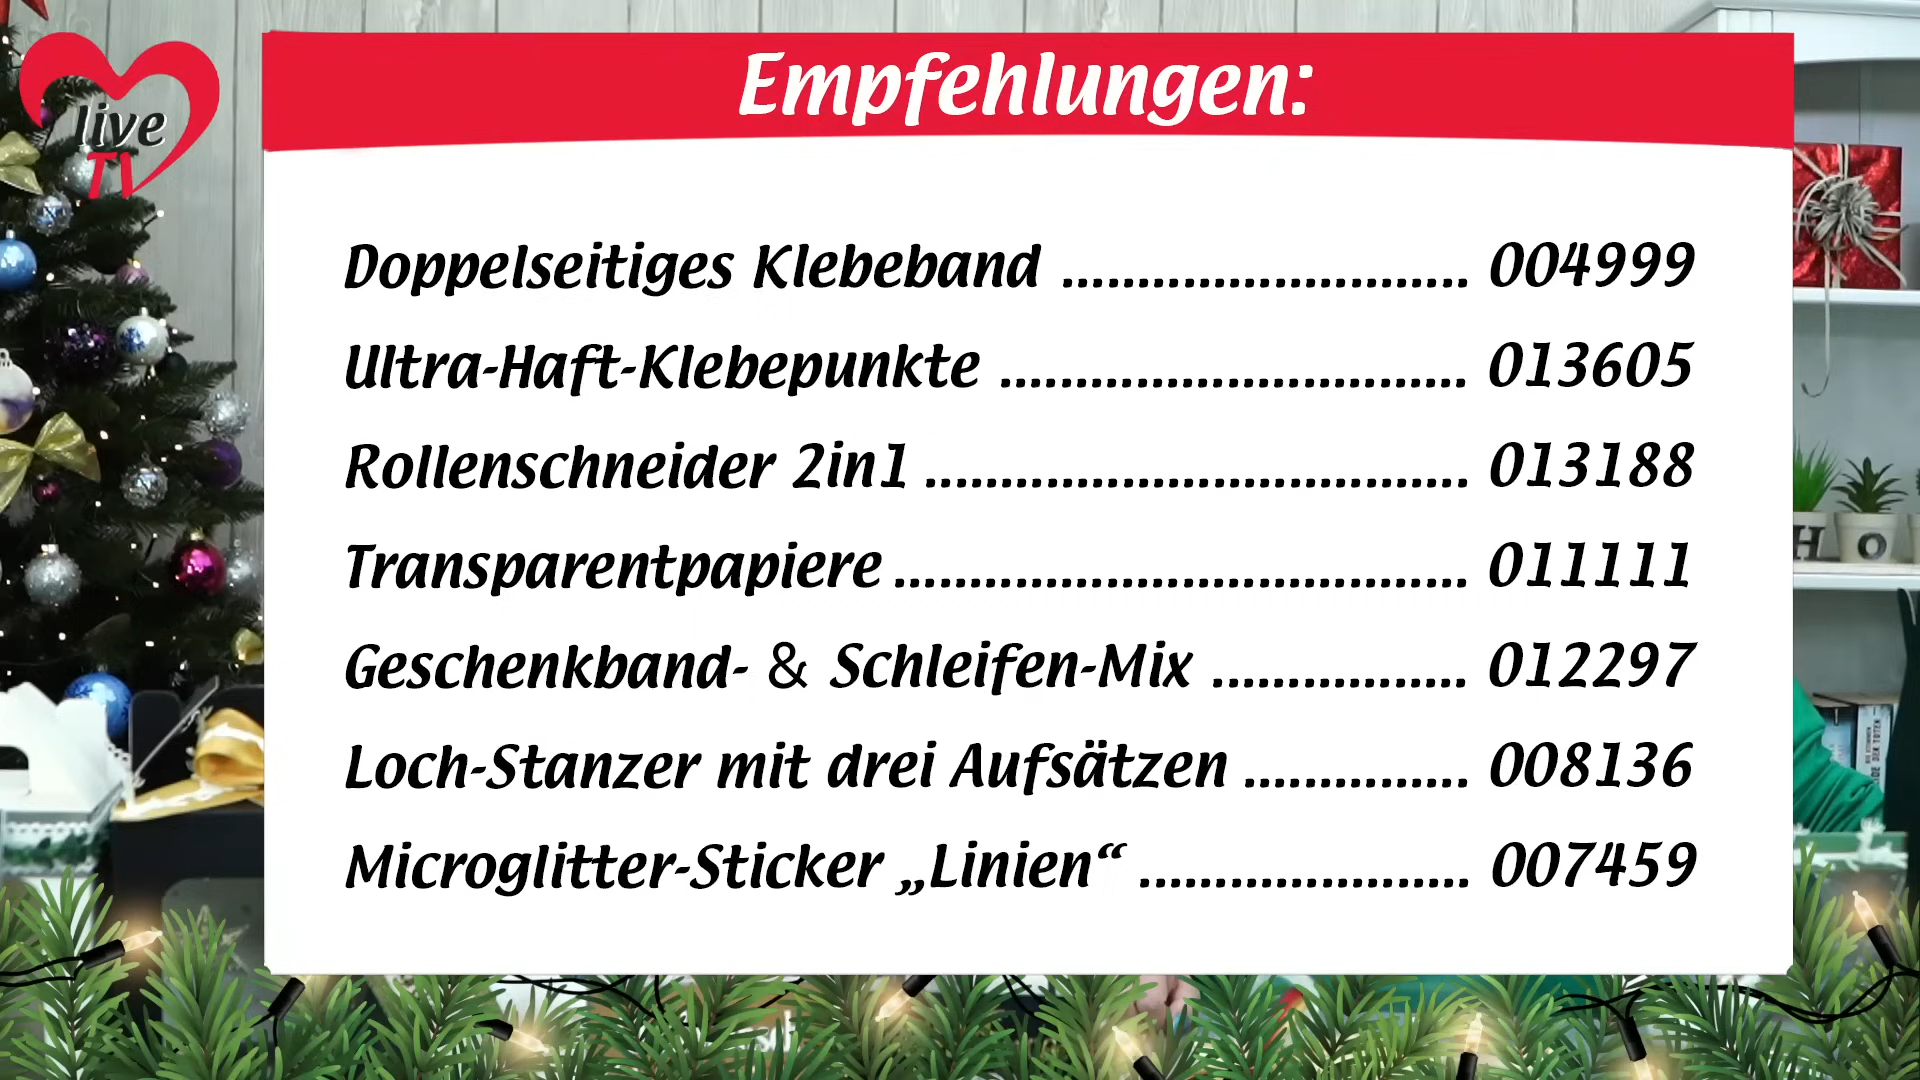 live
TV
Empfehlungen:
Doppelseitiges Klebeband ........................... 004999
Ultra-Haft-Klebepunkte ............................... 013605
Rollenschneider 2in1 .................................... 013188
Transparentpapiere ...................................... 011111
Geschenkband- & Schleifen-Mix ................. 012297
Loch-Stanzer mit drei Aufsätzen ............... 008136
Microglitter-Sticker „Linien“ ...................... 007459
H O